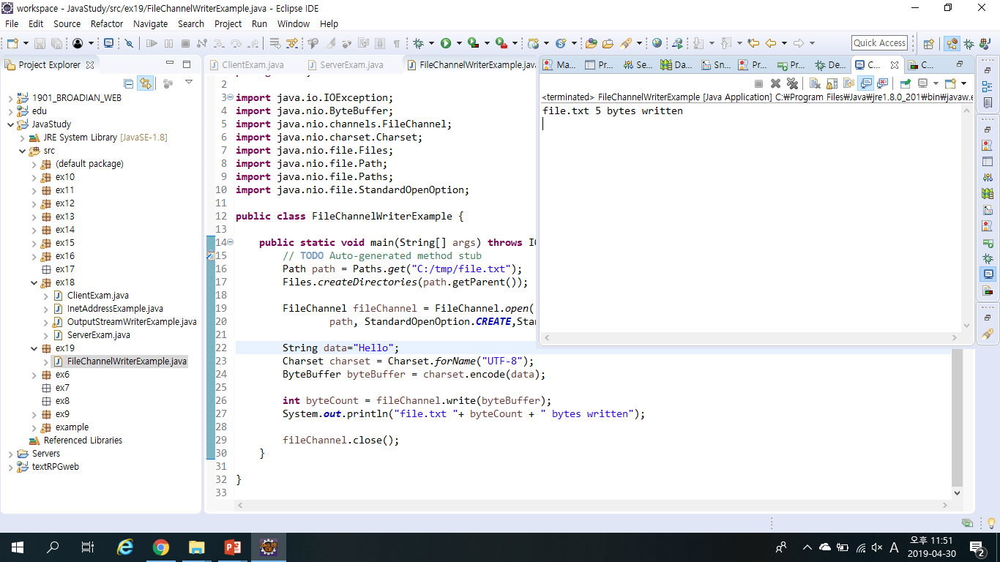 workspace - JavaStudy/src/ex19/FileChannelWriterExample.java - Eclipse IDE
File Edit Source Refactor Navigate Search Project Run Window Help
Quick Access
Project Explorer
1901_BROADIAN_WEB
edu
JavaStudy
JRE System Library [JavaSE-1.8]
src
(default package)
ex10
ex11
ex12
ex13
ex14
ex15
ex16
ex17
ex18
ClientExam.java
InetAddressExample.java
OutputStreamWriterExample.java
ServerExam.java
ex19
FileChannelWriterExample.java
ex6
ex7
ex8
ex9
example
Referenced Libraries
Servers
textRPGweb
ClientExam.java ServerExam.java FileChannelWriterExample.java
2
3 import java.io.IOException;
4 import java.nio.ByteBuffer;
5 import java.nio.channels.FileChannel;
6 import java.nio.charset.Charset;
7 import java.nio.file.Files;
8 import java.nio.file.Path;
9 import java.nio.file.Paths;
10 import java.nio.file.StandardOpenOption;
11
12 public class FileChannelWriterExample {
13
14 public static void main(String[] args) throws IO
15 // TODO Auto-generated method stub
16 Path path = Paths.get("C:/tmp/file.txt");
17 Files.createDirectories(path.getParent());
18
19 FileChannel fileChannel = FileChannel.open(
20 path, StandardOpenOption.CREATE,Stan
21
22 String data="Hello";
23 Charset charset = Charset.forName("UTF-8");
24 ByteBuffer byteBuffer = charset.encode(data);
25
26 int byteCount = fileChannel.write(byteBuffer);
27 System.out.println("file.txt "+ byteCount + " bytes written");
28
29 fileChannel.close();
30 }
31
32 }
33
Ma... Pr... Se... Da... Sn... Pr... Pr... De... C... C...
<terminated> FileChannelWriterExample [Java Application] C:₩Program Files₩Java₩jre1.8.0_201₩bin₩javaw.e
file.txt 5 bytes written
A
오후 11:51
2019-04-30
2